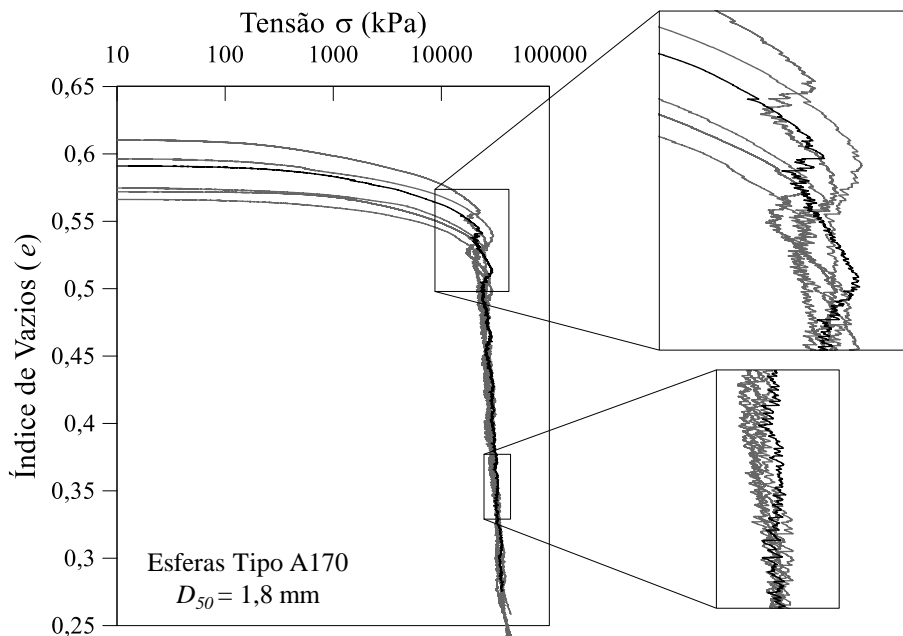 Tensão σ (kPa)
10 100 1000 10000 100000
0,65
0,6
0,55
0,5
0,45
0,4
0,35
0,3
0,25
Índice de Vazios (e)
Esferas Tipo A170
D50 = 1,8 mm